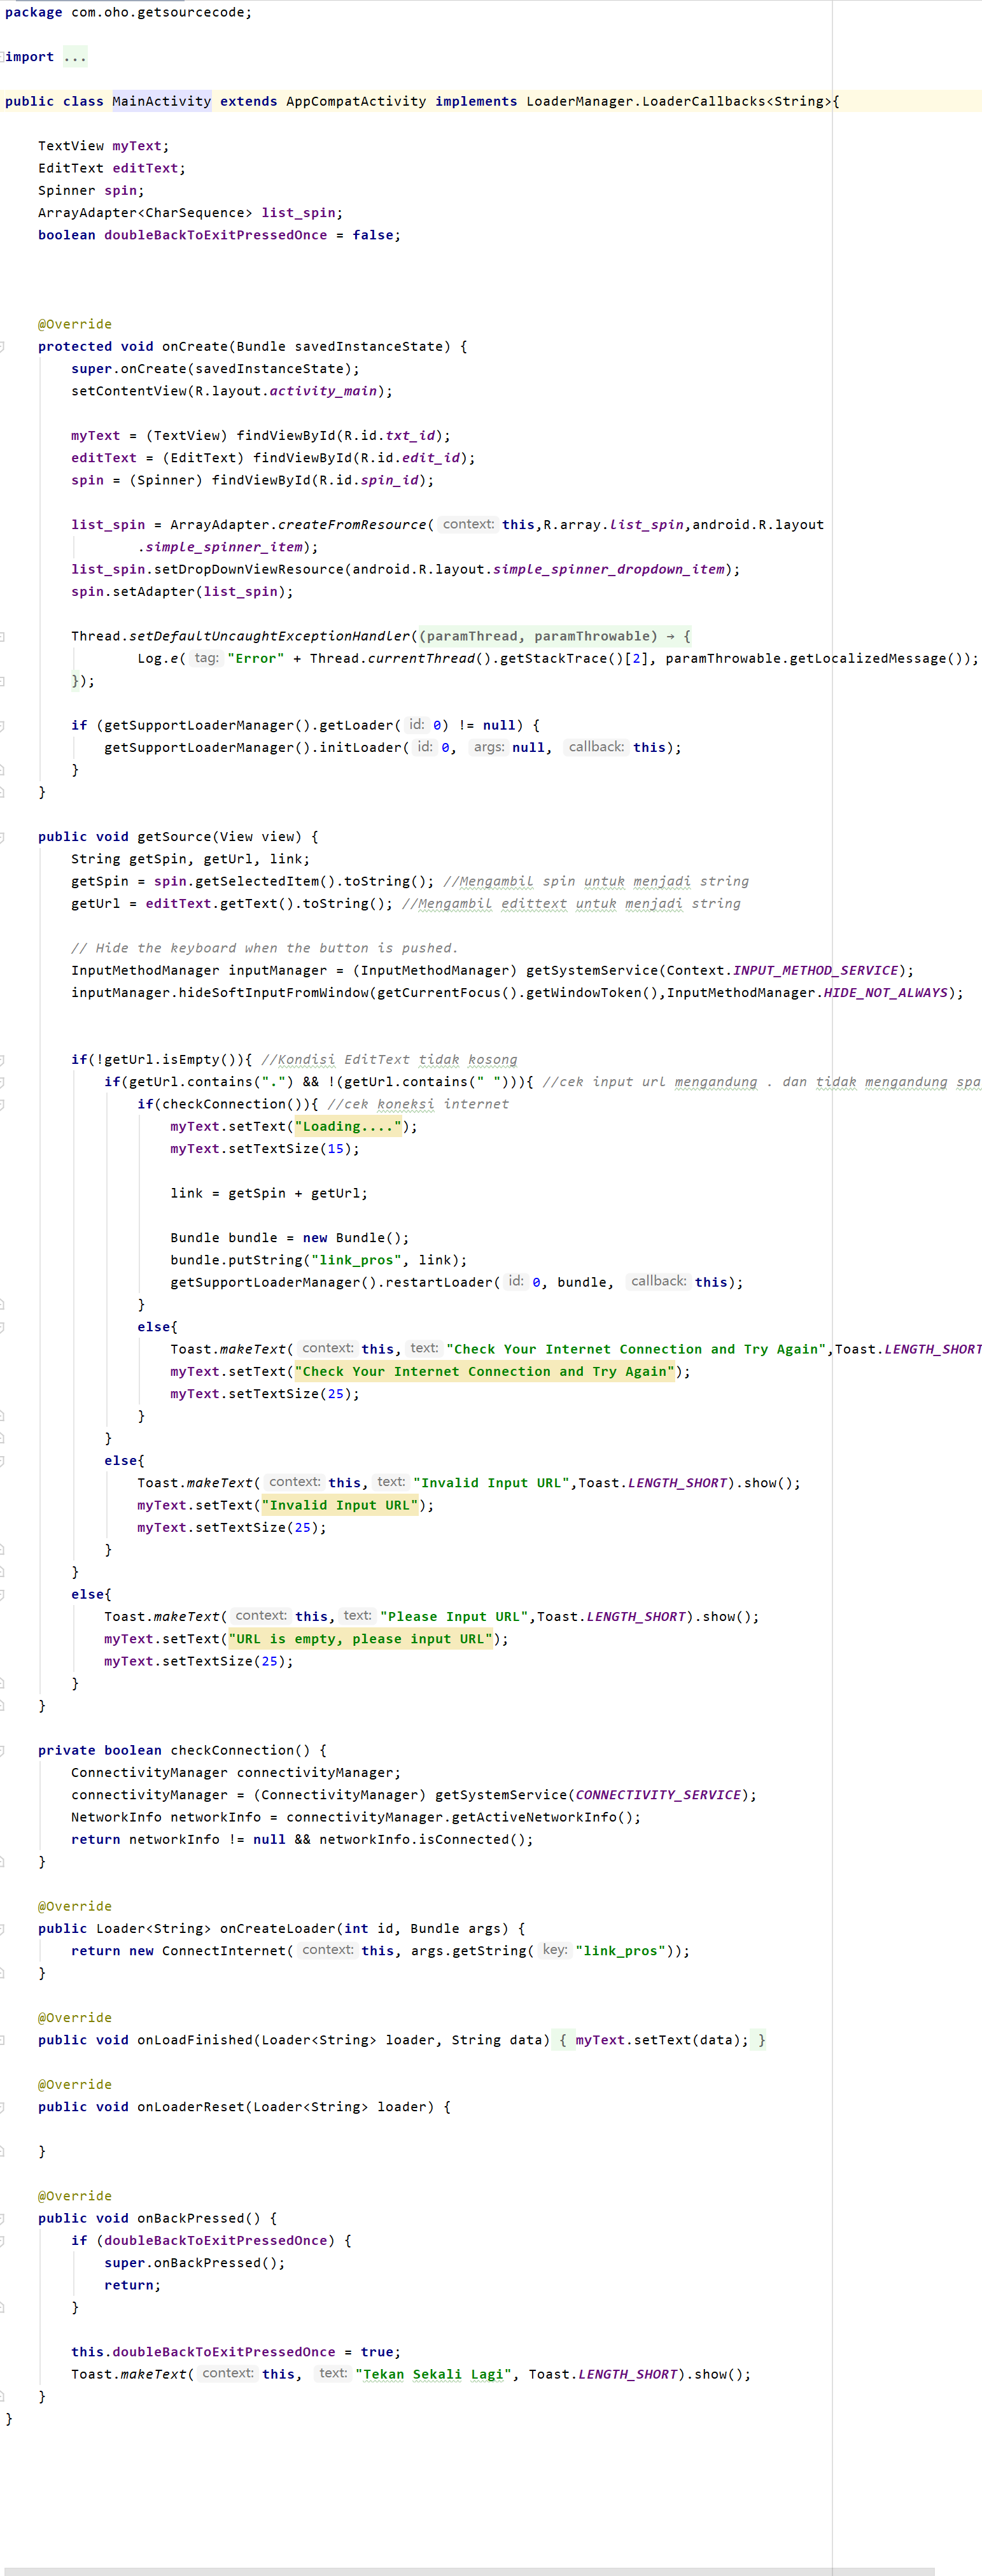 package com.oho.getsourcecode;
import ...
public class MainActivity extends AppCompatActivity implements LoaderManager.LoaderCallbacks<String>{
TextView myText;
EditText editText;
Spinner spin;
ArrayAdapter<CharSequence> list_spin;
boolean doubleBackToExitPressedOnce = false;
@Override
protected void onCreate(Bundle savedInstanceState) {
super.onCreate(savedInstanceState);
setContentView(R.layout.activity_main);
myText = (TextView) findViewById(R.id.txt_id);
editText = (EditText) findViewById(R.id.edit_id);
spin = (Spinner) findViewById(R.id.spin_id);
list_spin = ArrayAdapter.createFromResource( context: this,R.array.list_spin,android.R.layout
.simple_spinner_item);
list_spin.setDropDownViewResource(android.R.layout.simple_spinner_dropdown_item);
spin.setAdapter(list_spin);
Thread.setDefaultUncaughtExceptionHandler((paramThread, paramThrowable) → {
Log.e( tag: "Error" + Thread.currentThread().getStackTrace()[2], paramThrowable.getLocalizedMessage());
});
if (getSupportLoaderManager().getLoader( id: 0) != null) {
getSupportLoaderManager().initLoader( id: 0, args: null, callback: this);
}
}
public void getSource(View view) {
String getSpin, getUrl, link;
getSpin = spin.getSelectedItem().toString(); //Mengambil spin untuk menjadi string
getUrl = editText.getText().toString(); //Mengambil edittext untuk menjadi string
// Hide the keyboard when the button is pushed.
InputMethodManager inputManager = (InputMethodManager) getSystemService(Context.INPUT_METHOD_SERVICE);
inputManager.hideSoftInputFromWindow(getCurrentFocus().getWindowToken(),InputMethodManager.HIDE_NOT_ALWAYS);
if(!getUrl.isEmpty()){ //Kondisi EditText tidak kosong
if(getUrl.contains(".") && !(getUrl.contains(" "))){ //cek input url mengandung . dan tidak mengandung spa
if(checkConnection()){ //cek koneksi internet
myText.setText("Loading....");
myText.setTextSize(15);
link = getSpin + getUrl;
Bundle bundle = new Bundle();
bundle.putString("link_pros", link);
getSupportLoaderManager().restartLoader( id: 0, bundle, callback: this);
}
else{
Toast.makeText( context: this, text: "Check Your Internet Connection and Try Again",Toast.LENGTH_SHORT
myText.setText("Check Your Internet Connection and Try Again");
myText.setTextSize(25);
}
}
else{
Toast.makeText( context: this, text: "Invalid Input URL",Toast.LENGTH_SHORT).show();
myText.setText("Invalid Input URL");
myText.setTextSize(25);
}
}
else{
Toast.makeText( context: this, text: "Please Input URL",Toast.LENGTH_SHORT).show();
myText.setText("URL is empty, please input URL");
myText.setTextSize(25);
}
}
private boolean checkConnection() {
ConnectivityManager connectivityManager;
connectivityManager = (ConnectivityManager) getSystemService(CONNECTIVITY_SERVICE);
NetworkInfo networkInfo = connectivityManager.getActiveNetworkInfo();
return networkInfo != null && networkInfo.isConnected();
}
@Override
public Loader<String> onCreateLoader(int id, Bundle args) {
return new ConnectInternet( context: this, args.getString( key: "link_pros"));
}
@Override
public void onLoadFinished(Loader<String> loader, String data) { myText.setText(data); }
@Override
public void onLoaderReset(Loader<String> loader) {
}
@Override
public void onBackPressed() {
if (doubleBackToExitPressedOnce) {
super.onBackPressed();
return;
}
this.doubleBackToExitPressedOnce = true;
Toast.makeText( context: this, text: "Tekan Sekali Lagi", Toast.LENGTH_SHORT).show();
}
}